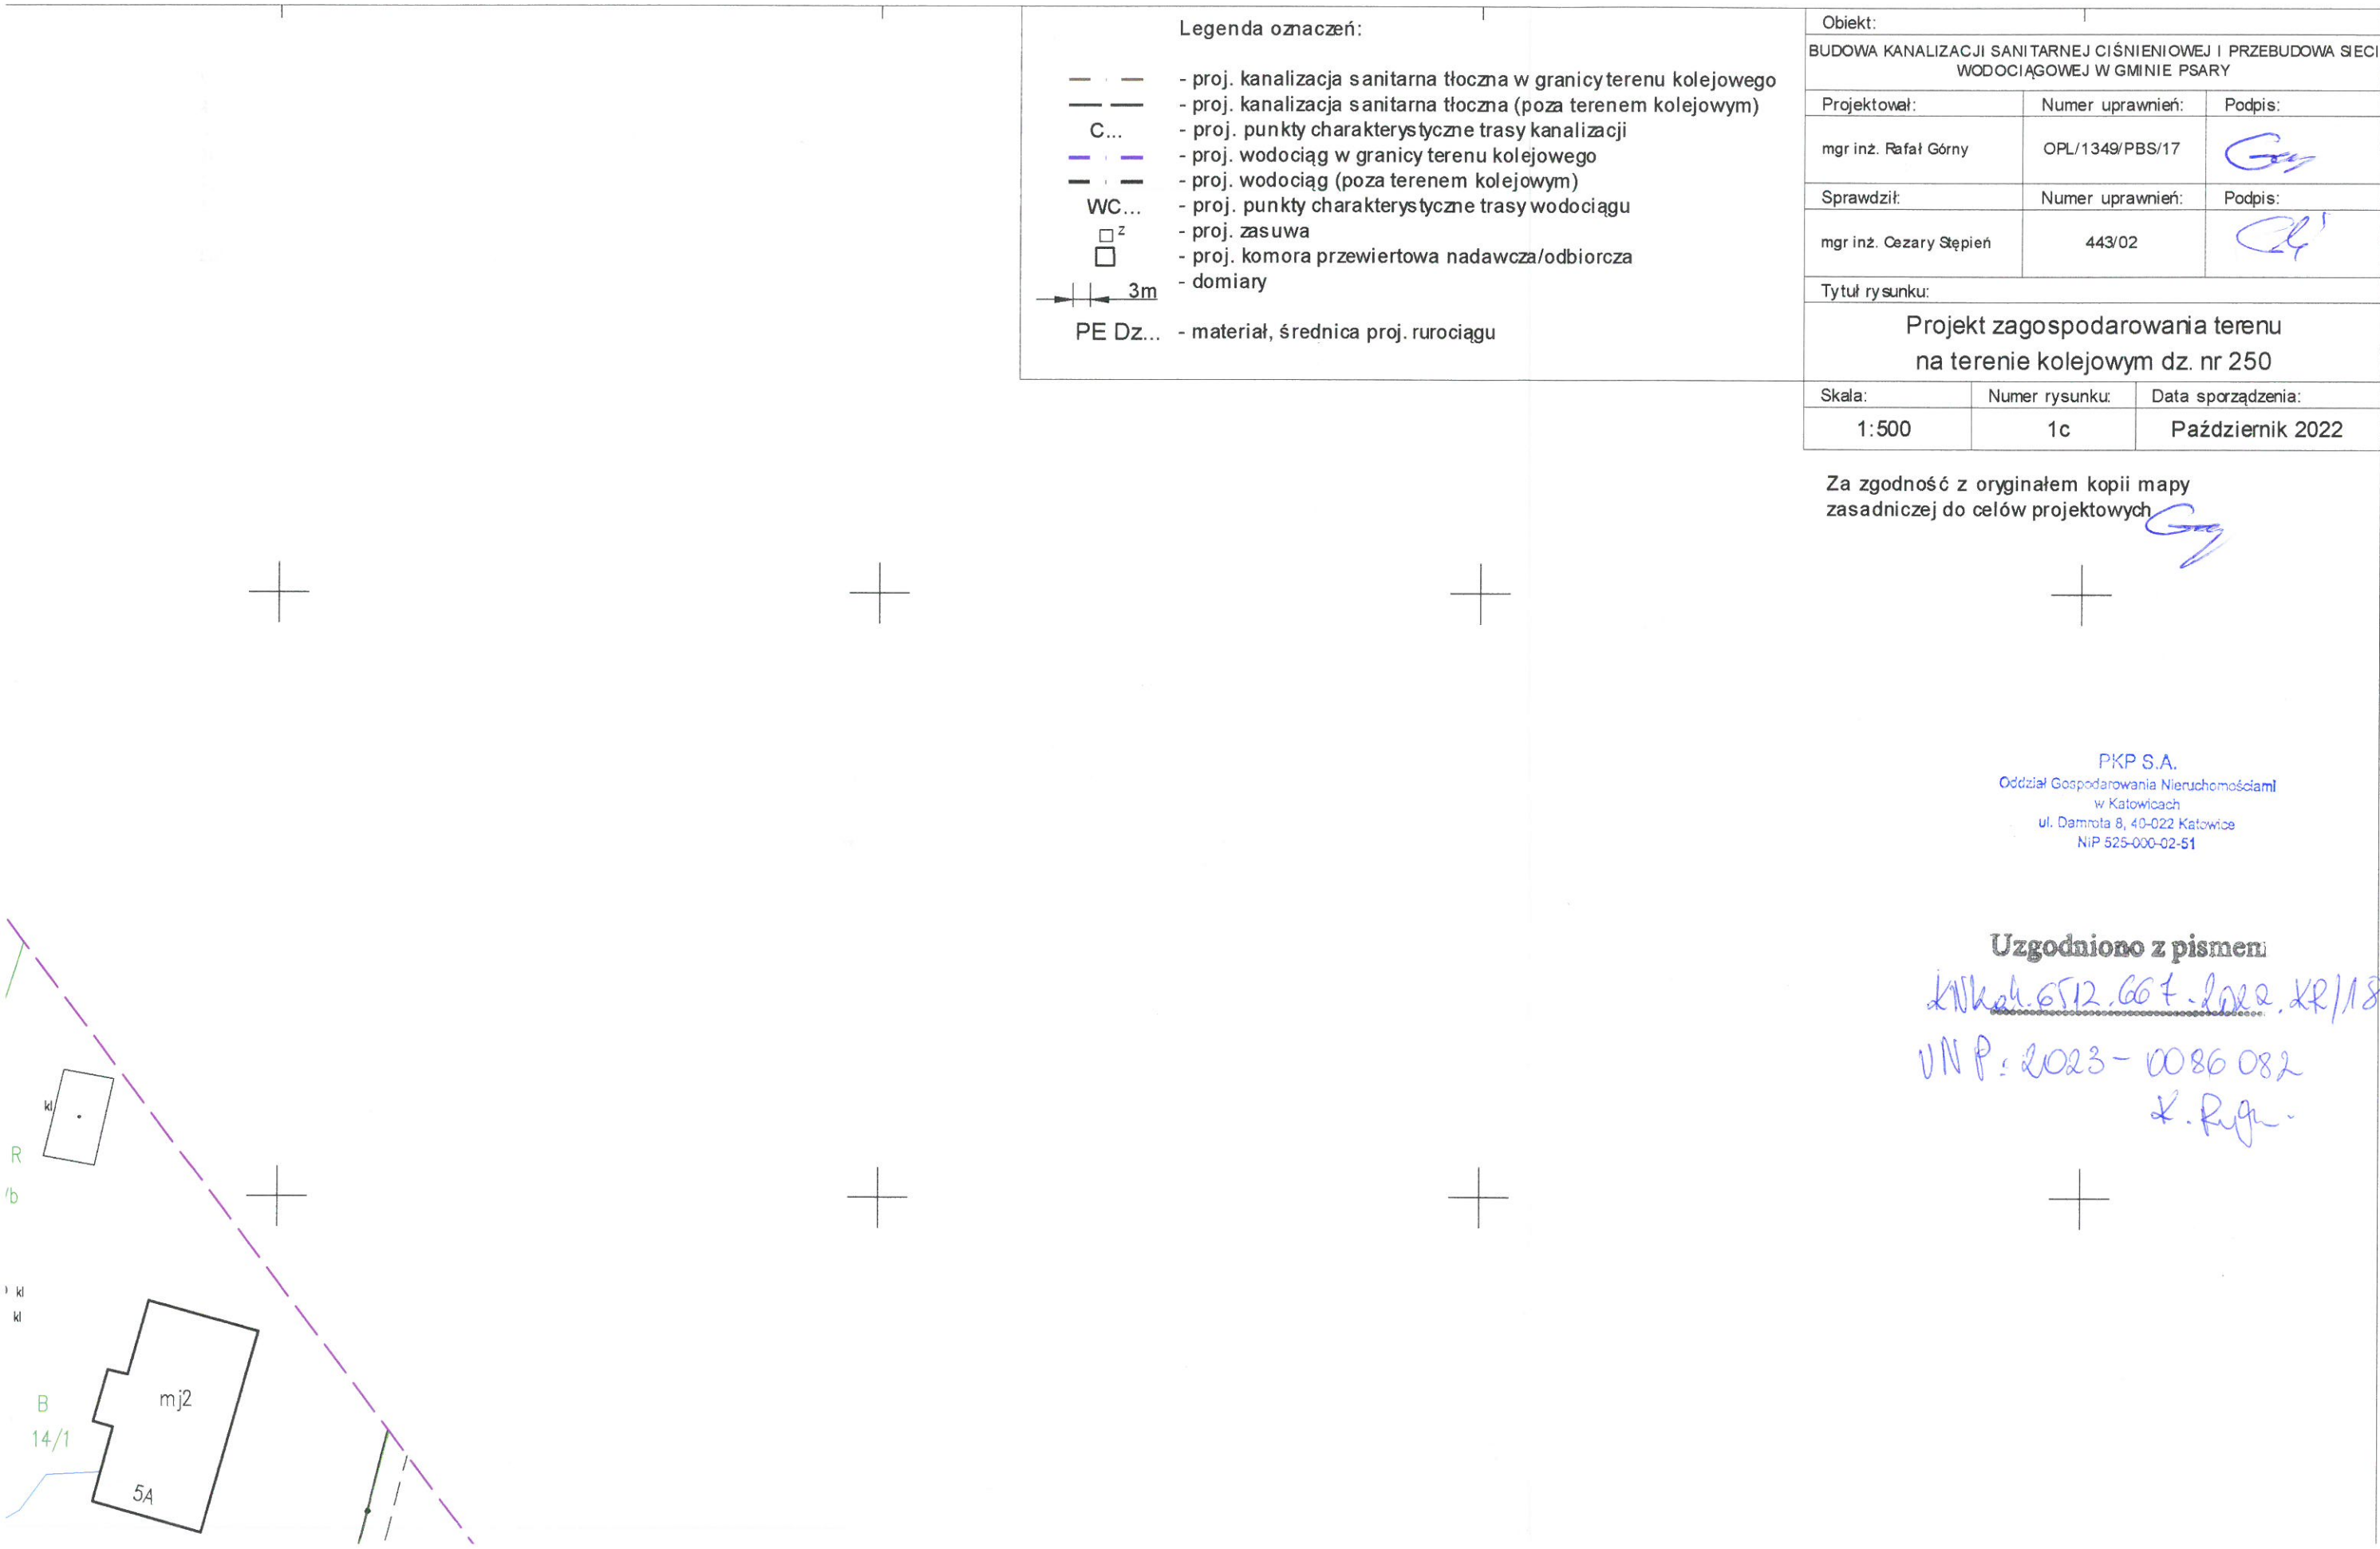 Legenda oznaczeń:
- proj. kanalizacja sanitarna tłoczna w granicy terenu kolejowego
- proj. kanalizacja sanitarna tłoczna (poza terenem kolejowym)
C... - proj. punkty charakterystyczne trasy kanalizacji
- proj. wodociąg w granicy terenu kolejowego
- proj. wodociąg (poza terenem kolejowym)
WC... - proj. punkty charakterystyczne trasy wodociągu
z - proj. zasuwa
- proj. komora przewiertowa nadawcza/odbiorcza
3m - domiary
PE Dz... - materiał, średnica proj. rurociągu
Obiekt:
BUDOWA KANALIZACJI SANITARNEJ CIŚNIENIOWEJ I PRZEBUDOWA SIECI
WODOCIĄGOWEJ W GMINIE PSARY
Projektował: Numer uprawnień: Podpis:
mgr inż. Rafał Górny OPL/1349/PBS/17
Sprawdził: Numer uprawnień: Podpis:
mgr inż. Cezary Stępień 443/02
Tytuł rysunku:
Projekt zagospodarowania terenu
na terenie kolejowym dz. nr 250
Skala: Numer rysunku: Data sporządzenia:
1:500 1c Październik 2022
Za zgodność z oryginałem kopii mapy
zasadniczej do celów projektowych
PKP S.A.
Oddział Gospodarowania Nieruchomościami
w Katowicach
ul. Damrota 8, 40-022 Katowice
NIP 525-000-02-51
Uzgodniono z pismem
6512.667.2022.KR/18
UNP: 2023-0086082
kl
R
/b
kl
kl
mj2
B
14/1
5A